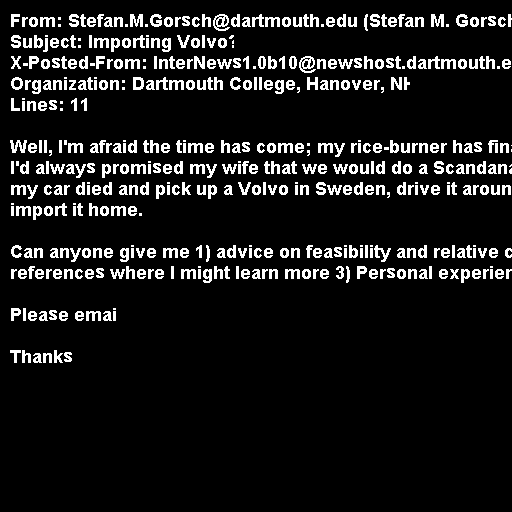 From: Stefan.M.Gorsch@dartmouth.edu (Stefan M. Gorsch
Subject: Importing Volvo?
X-Posted-From: InterNews1.0b10@newshost.dartmouth.e
Organization: Dartmouth College, Hanover, NH
Lines: 11

Well, I'm afraid the time has come; my rice-burner has fin
I'd always promised my wife that we would do a Scandana
my car died and pick up a Volvo in Sweden, drive it aroun
import it home.

Can anyone give me 1) advice on feasibility and relative c
references where I might learn more 3) Personal experien

Please emai

Thanks